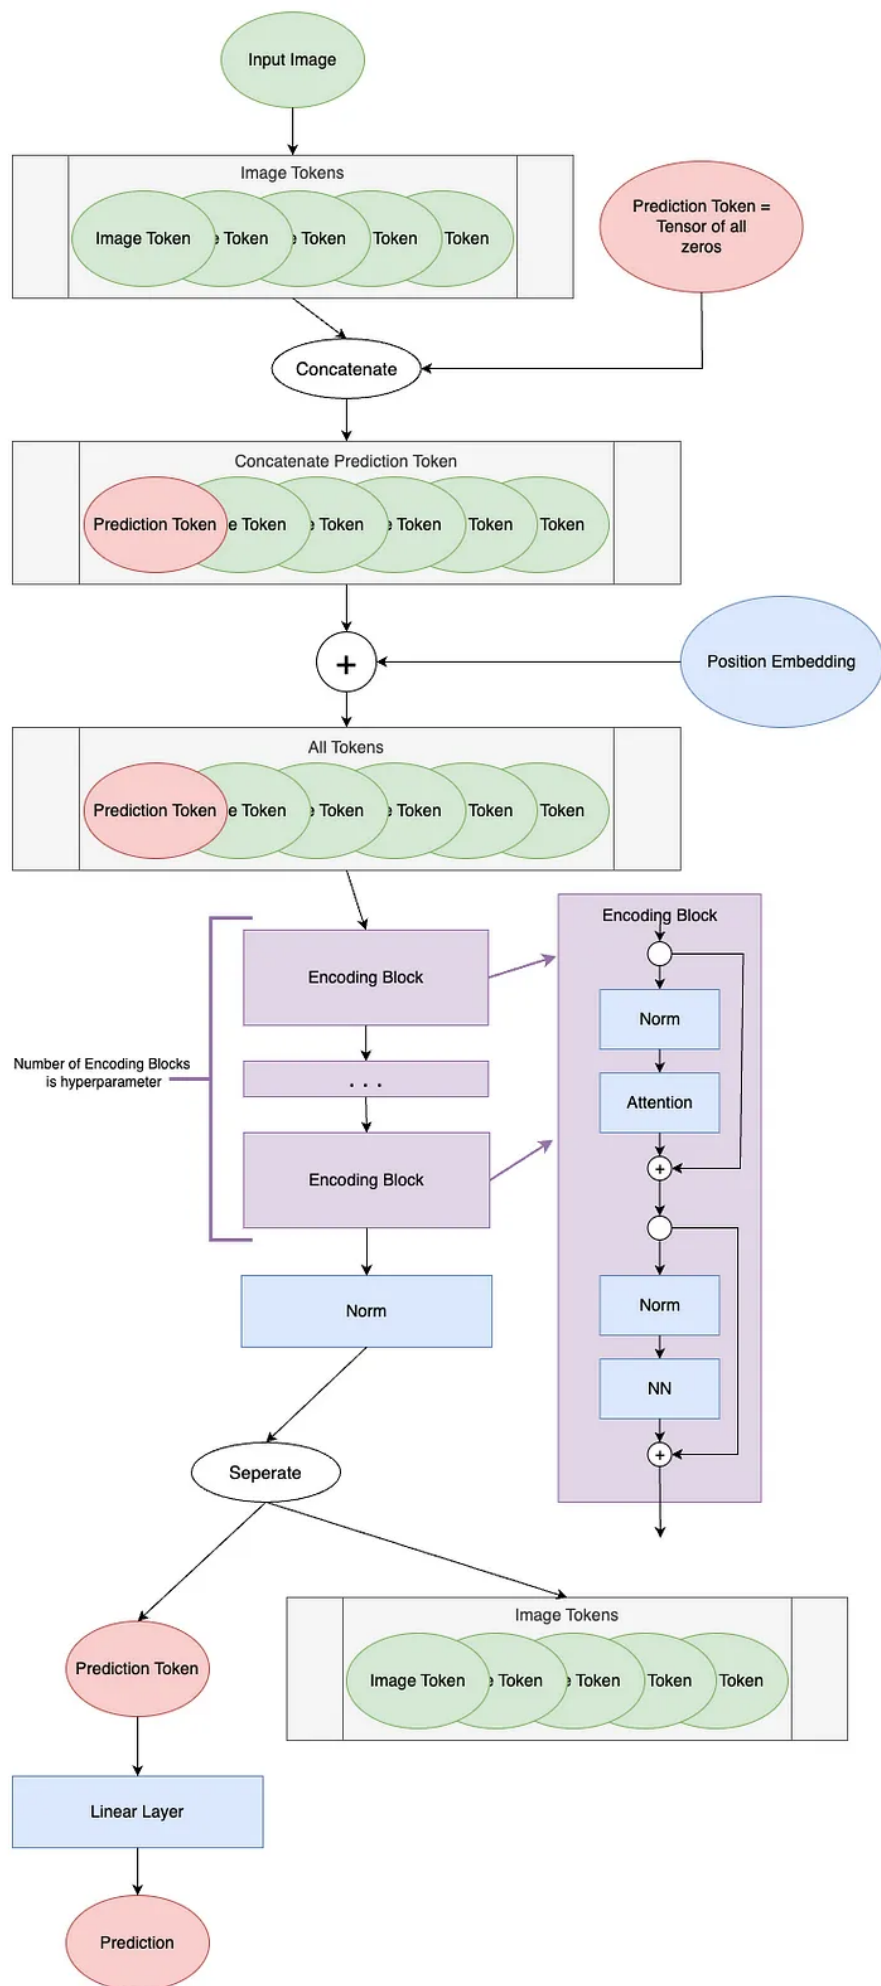 Input Image
Image Tokens
Image Token
e Token
e Token
Token
Token
Prediction Token =
Tensor of all
zeros
Concatenate
Concatenate Prediction Token
Prediction Token
e Token
e Token
e Token
Token
Token
+
Position Embedding
All Tokens
Prediction Token
e Token
e Token
e Token
Token
Token
Encoding Block
. . .
Encoding Block
Number of Encoding Blocks
is hyperparameter
Encoding Block
Norm
Attention
+
Norm
NN
+
Norm
Seperate
Prediction Token
Image Tokens
Image Token
e Token
e Token
Token
Token
Linear Layer
Prediction